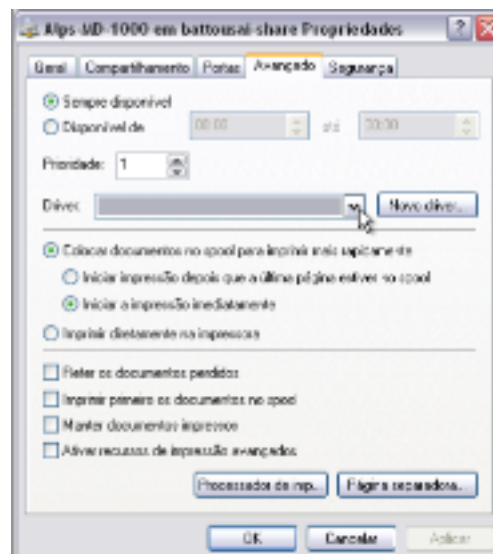 Alps-MD-1000 em battousai-share Propriedades
Geral Compartilhamento Portas Avançado Segurança
Sempre disponível
Disponível de 00:00 até 00:00
Prioridade: 1
Driver: Novo driver...
Colocar documentos no spool para imprimir mais rapidamente
Iniciar impressão depois que a última página estiver no spool
Iniciar a impressão imediatamente
Imprimir diretamente na impressora
Reter os documentos perdidos
Imprimir primeiro os documentos no spool
Manter documentos impressos
Ativar recursos de impressão avançados
Processador de imp... Página separadora...
OK Cancelar Aplicar